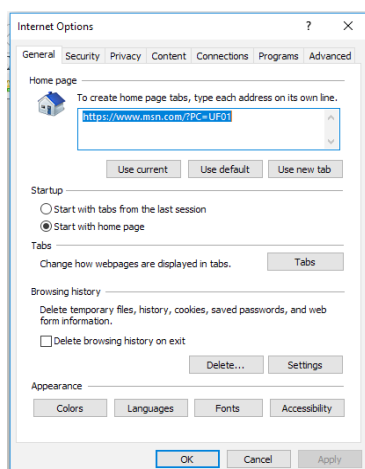 Internet Options
?
General Security Privacy Content Connections Programs Advanced
Home page
To create home page tabs, type each address on its own line.
https://www.msn.com/?PC=UF01
Use current Use default Use new tab
Startup
Start with tabs from the last session
Start with home page
Tabs
Change how webpages are displayed in tabs.
Tabs
Browsing history
Delete temporary files, history, cookies, saved passwords, and web
form information.
Delete browsing history on exit
Delete... Settings
Appearance
Colors Languages Fonts Accessibility
OK Cancel Apply